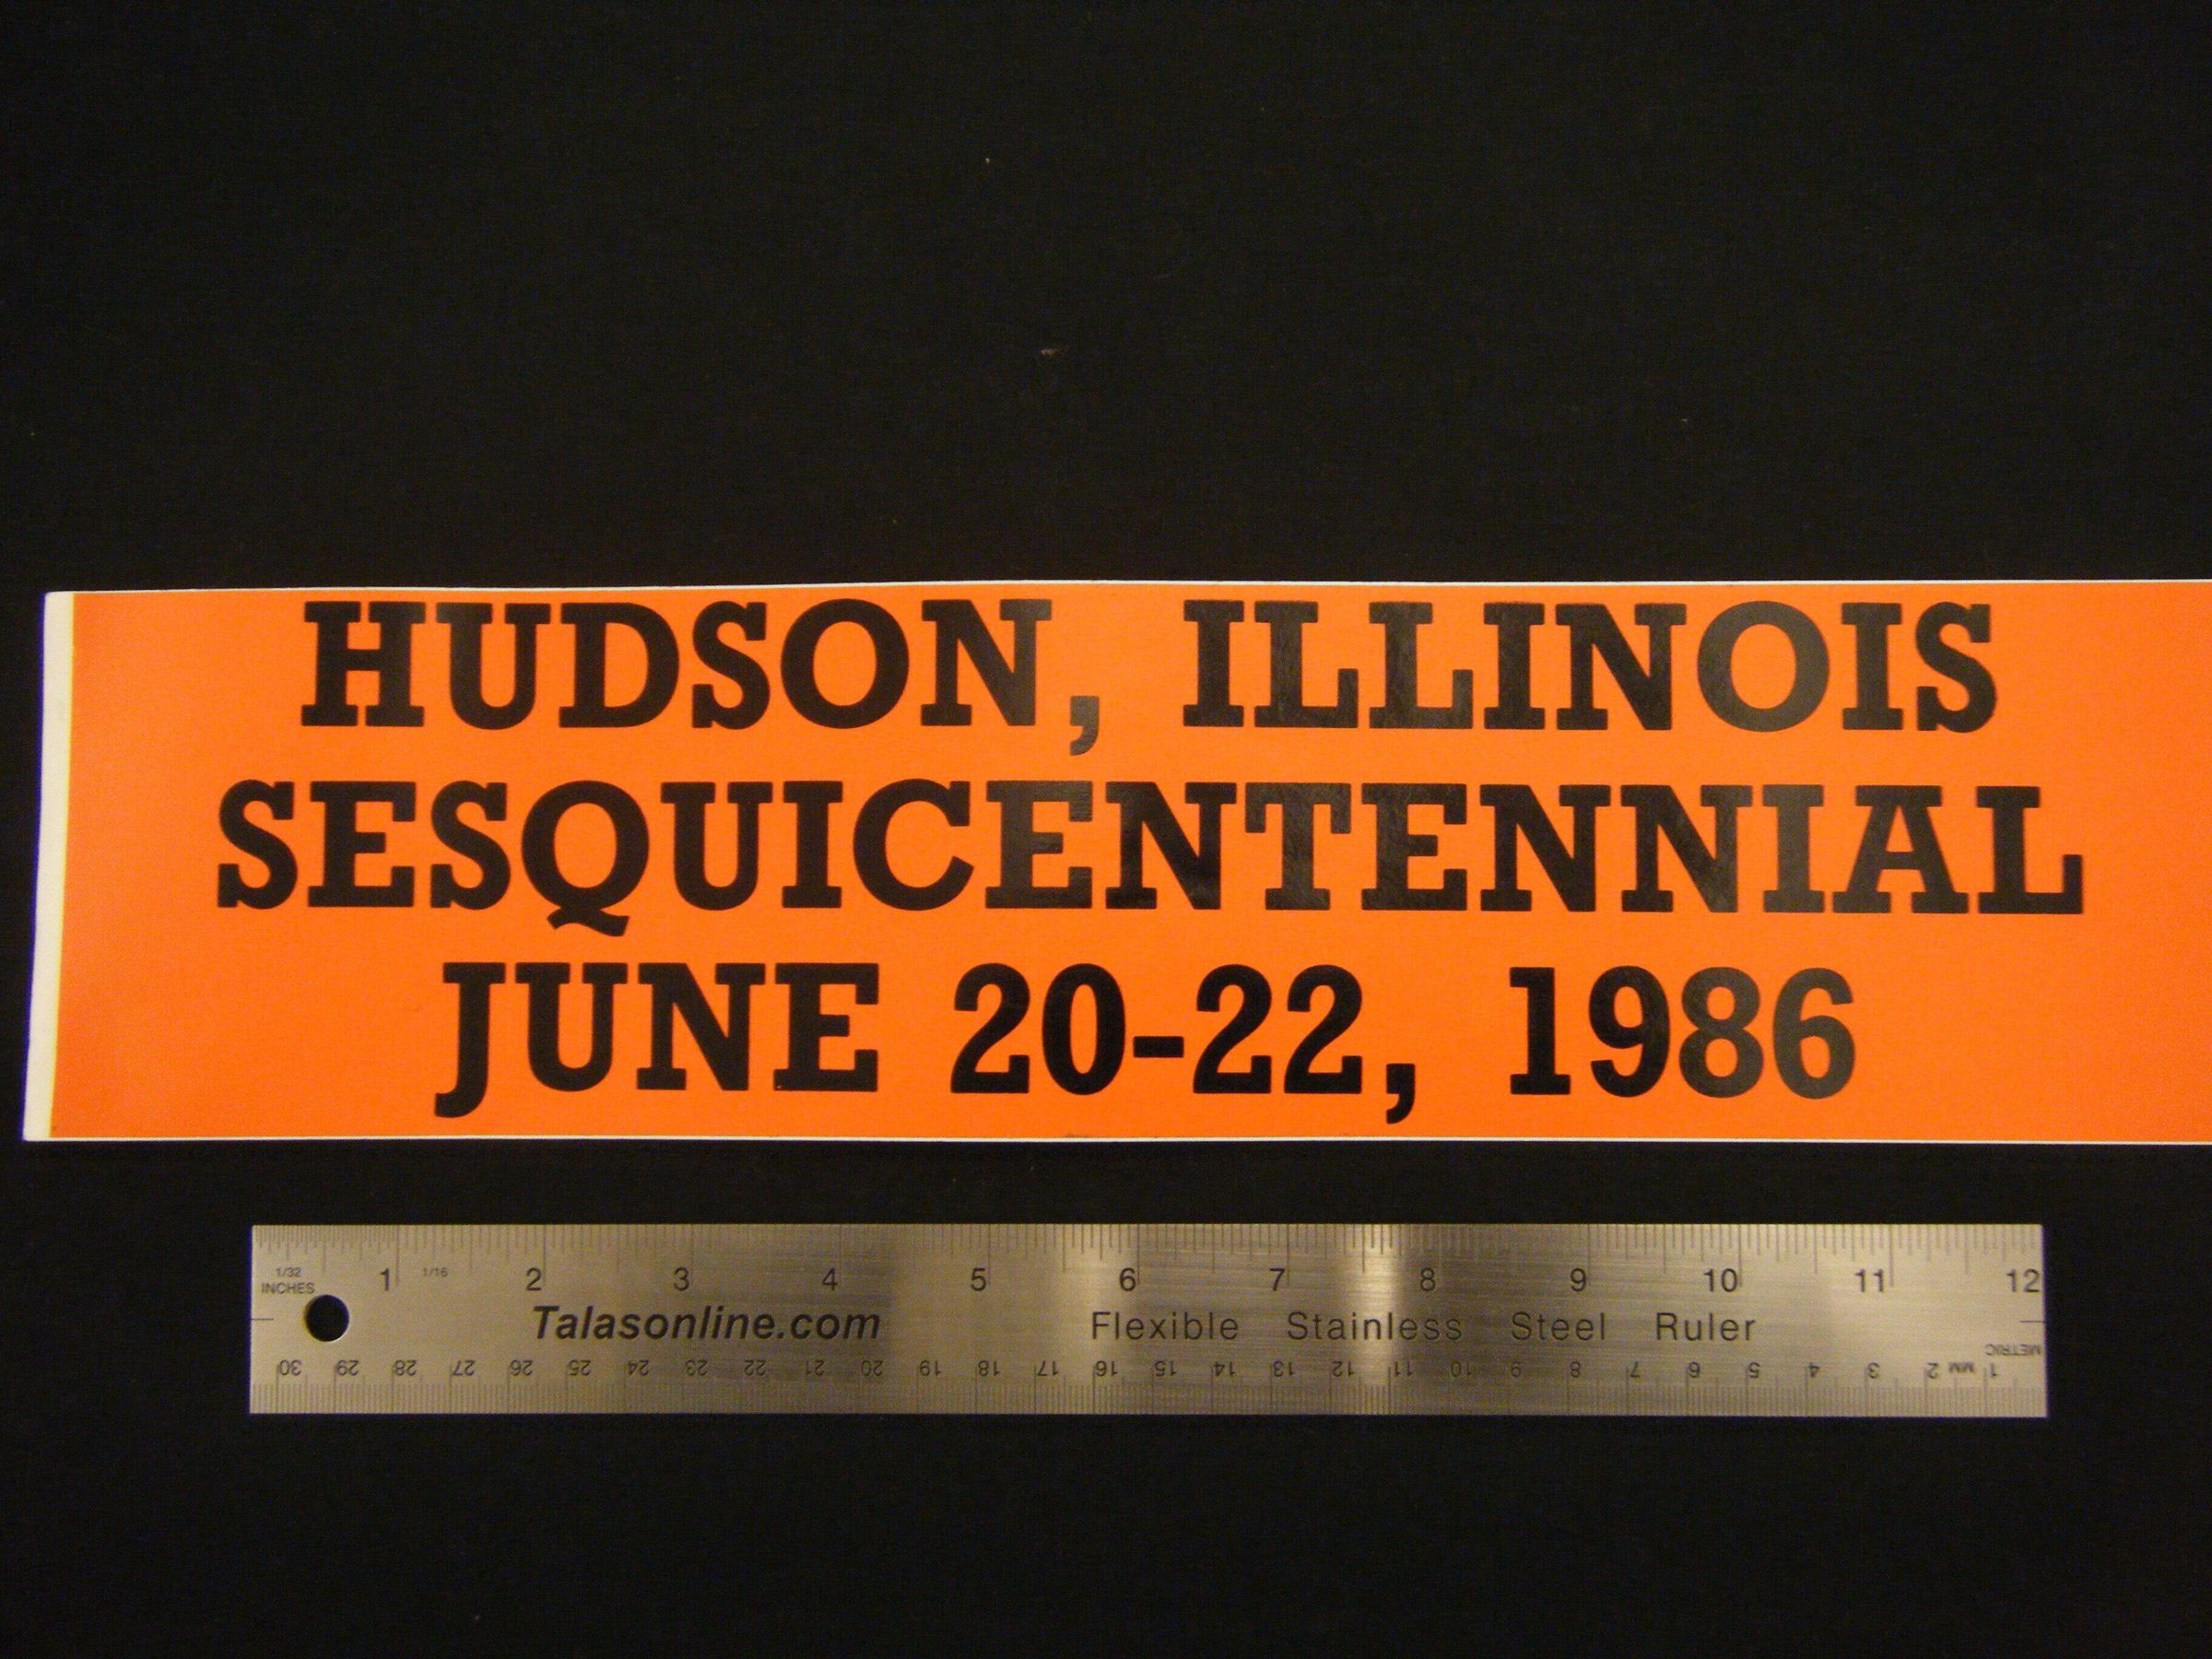 HUDSON, ILLINOIS
SESQUICENTENNIAL
JUNE 20-22, 1986
1/32 1 1/16 2 3 4 5 6 7 8 9 10 11 12
INCHES
Talasonline.com Flexible Stainless Steel Ruler
METRIC
30 29 28 27 26 25 24 23 22 21 20 19 18 17 16 15 14 13 12 11 10 9 8 7 6 5 4 3 2 MM 1